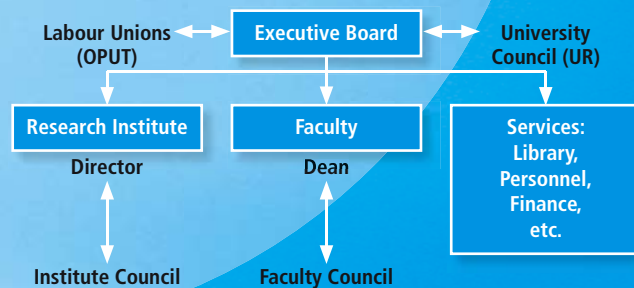 Labour Unions
(OPUT)
Executive Board
University
Council (UR)
Research Institute
Director
Faculty
Dean
Services:
Library,
Personnel,
Finance,
etc.
Institute Council
Faculty Council